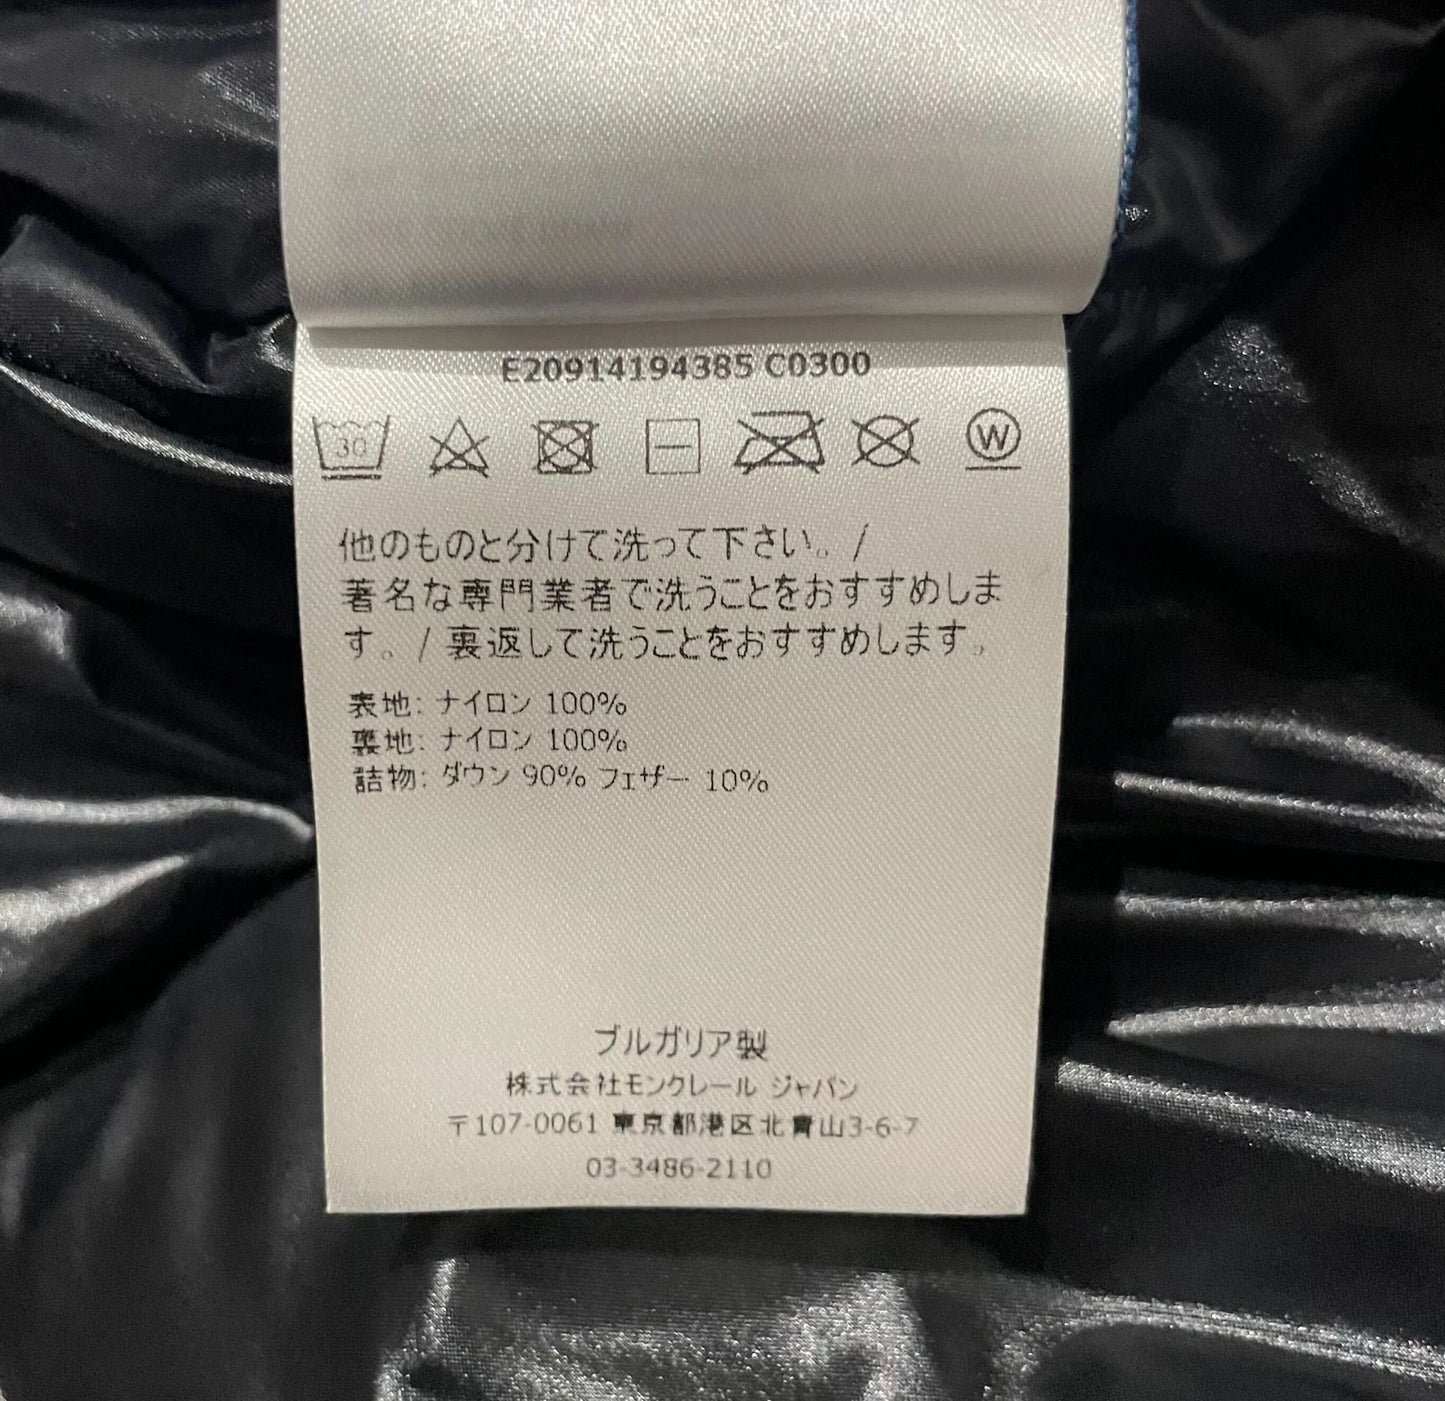 E20914194385 C0300
30
W
他のものと分けて洗って下さい。/
著名な専門業者で洗うことをおすすめしま
す。/ 裏返して洗うことをおすすめします。
表地: ナイロン 100%
裏地: ナイロン 100%
詰物: ダウン 90% フェザー 10%
ブルガリア製
株式会社モンクレール ジャパン
〒107-0061 東京都港区北青山3-6-7
03-3486-2110